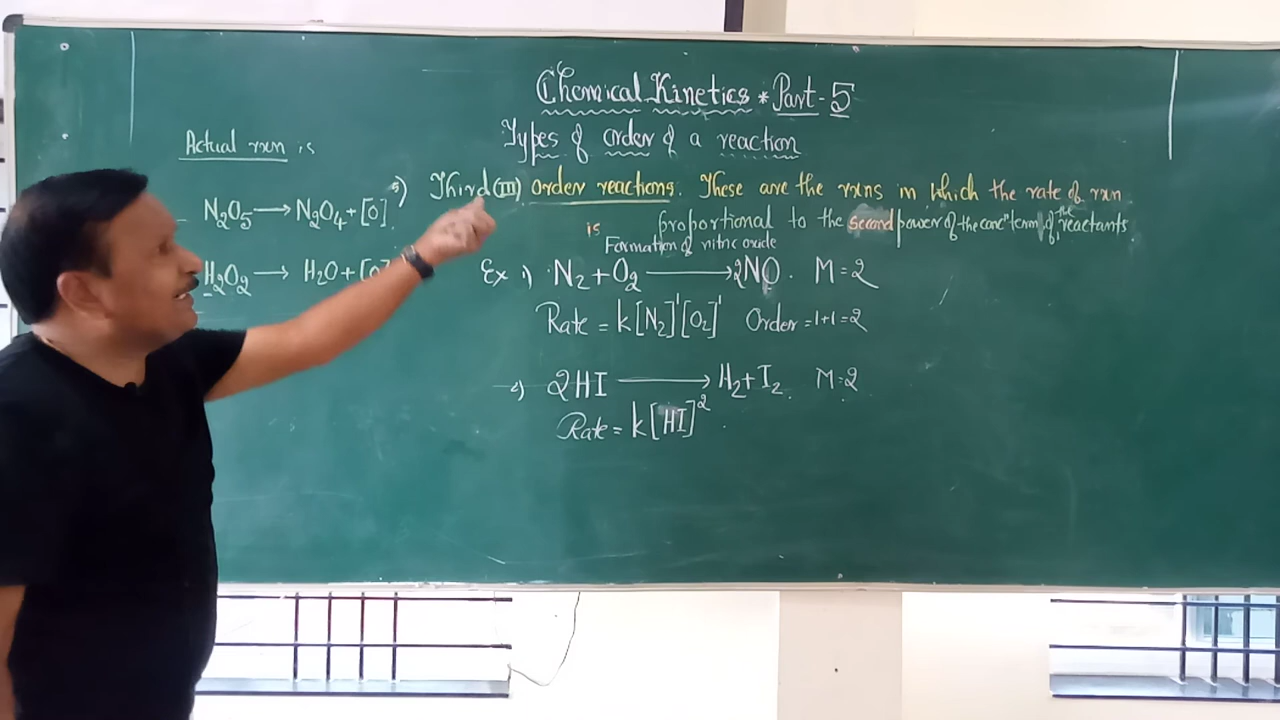 Chemical Kinetics * Part - 5
Types of order of a reaction
Actual rxn is
N₂O₅ → N₂O₄ + [O]
H₂O₂ → H₂O + [O]
3) Third (III) order reactions. These are the rxns in which the rate of rxn
is proportional to the second power of the concⁿ term of the reactants
Formation of nitric oxide
Ex 1) N₂ + O₂ → 2NO. M = 2
Rate = k[N₂]¹[O₂]¹ Order = 1+1 = 2
2) 2HI → H₂ + I₂. M = 2
Rate = k[HI]².